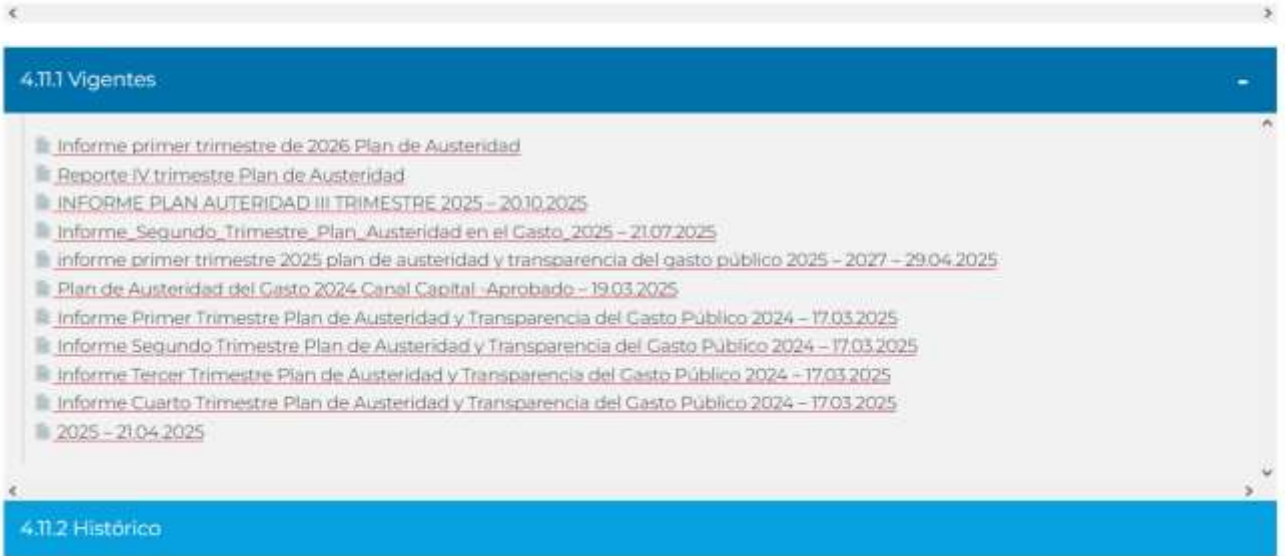 4.11.1 Vigentes
Informe primer trimestre de 2026 Plan de Austeridad
Reporte IV trimestre Plan de Austeridad
INFORME PLAN AUTERIDAD III TRIMESTRE 2025 – 20.10.2025
Informe_Segundo_Trimestre_Plan_Austeridad en el Gasto_2025 – 21.07.2025
informe primer trimestre 2025 plan de austeridad y transparencia del gasto público 2025 – 2027 – 29.04.2025
Plan de Austeridad del Gasto 2024 Canal Capital -Aprobado – 19.03.2025
Informe Primer Trimestre Plan de Austeridad y Transparencia del Gasto Público 2024 – 17.03.2025
Informe Segundo Trimestre Plan de Austeridad y Transparencia del Gasto Público 2024 – 17.03.2025
Informe Tercer Trimestre Plan de Austeridad y Transparencia del Gasto Público 2024 – 17.03.2025
Informe Cuarto Trimestre Plan de Austeridad y Transparencia del Gasto Público 2024 – 17.03.2025
2025 – 21.04.2025
4.11.2 Histórico